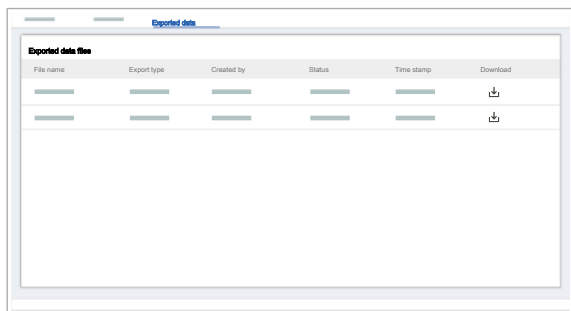 Exported data
Exported data files
File name Export type Created by Status Time stamp Download